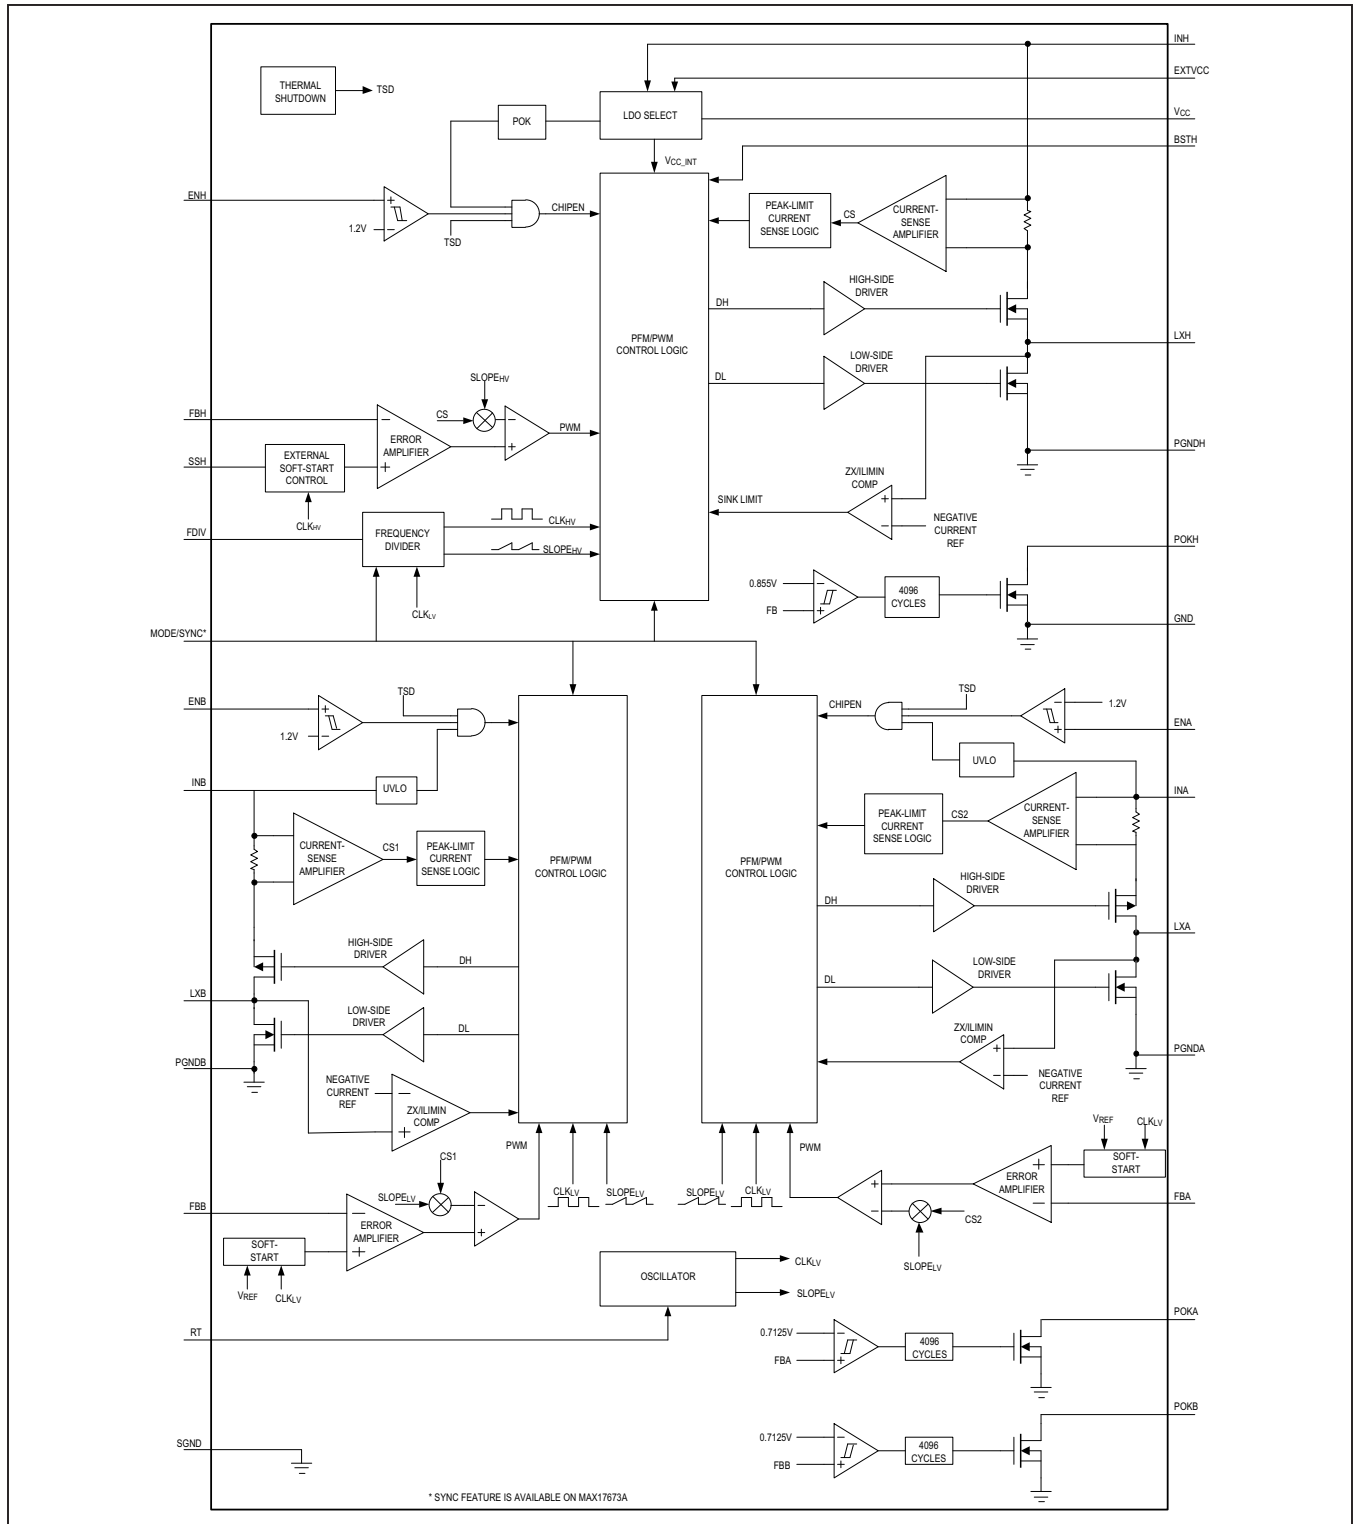 INH
THERMAL
SHUTDOWN
TSD
EXTVCC
LDO SELECT
POK
VCC
BSTH
VCC_INT
ENH
+
1.2V
−
TSD
CHIPEN
PEAK-LIMIT
CURRENT
SENSE LOGIC
CS
CURRENT-
SENSE
AMPLIFIER
HIGH-SIDE
DRIVER
DH
PFM/PWM
CONTROL LOGIC
LXH
LOW-SIDE
DRIVER
DL
SLOPEHV
CS
FBH
−
+
ERROR
AMPLIFIER
−
+
PWM
SSH
EXTERNAL
SOFT-START
CONTROL
CLKHV
PGNDH
ZX/ILIMIN
COMP
SINK LIMIT
+
−
NEGATIVE
CURRENT
REF
FDIV
FREQUENCY
DIVIDER
CLKHV
SLOPEHV
CLKLV
POKH
0.855V
−
FB
+
4096
CYCLES
GND
MODE/SYNC*
ENB
+
1.2V
−
TSD
CHIPEN
TSD
−
1.2V
+
ENA
INB
UVLO
UVLO
INA
CURRENT-
SENSE
AMPLIFIER
CS1
PEAK-LIMIT
CURRENT
SENSE LOGIC
PFM/PWM
CONTROL LOGIC
PFM/PWM
CONTROL LOGIC
PEAK-LIMIT
CURRENT
SENSE LOGIC
CS2
CURRENT-
SENSE
AMPLIFIER
HIGH-SIDE
DRIVER
DH
DH
HIGH-SIDE
DRIVER
LXA
LXB
LOW-SIDE
DRIVER
DL
DL
LOW-SIDE
DRIVER
PGNDB
NEGATIVE
CURRENT
REF
−
+
ZX/ILIMIN
COMP
ZX/ILIMIN
COMP
+
−
NEGATIVE
CURRENT
REF
PGNDA
PWM
CS1
SLOPELV
CLKLV
SLOPELV
SLOPELV
CLKLV
PWM
VREF
CLKLV
SOFT-
START
+
−
ERROR
AMPLIFIER
+
−
CS2
SLOPELV
FBA
FBB
−
+
ERROR
AMPLIFIER
−
+
SOFT-
START
VREF
CLKLV
OSCILLATOR
CLKLV
SLOPELV
RT
POKA
0.7125V
−
FBA
+
4096
CYCLES
POKB
0.7125V
−
FBB
+
4096
CYCLES
SGND
* SYNC FEATURE IS AVAILABLE ON MAX17673A